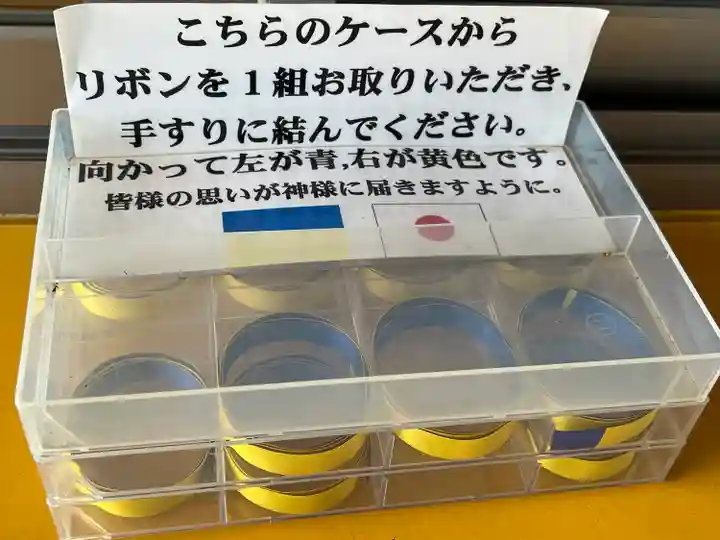 こちらのケースから
リボンを１組お取りいただき、
手すりに結んでください。
向かって左が青,右が黄色です。
皆様の思いが神様に届きますように。